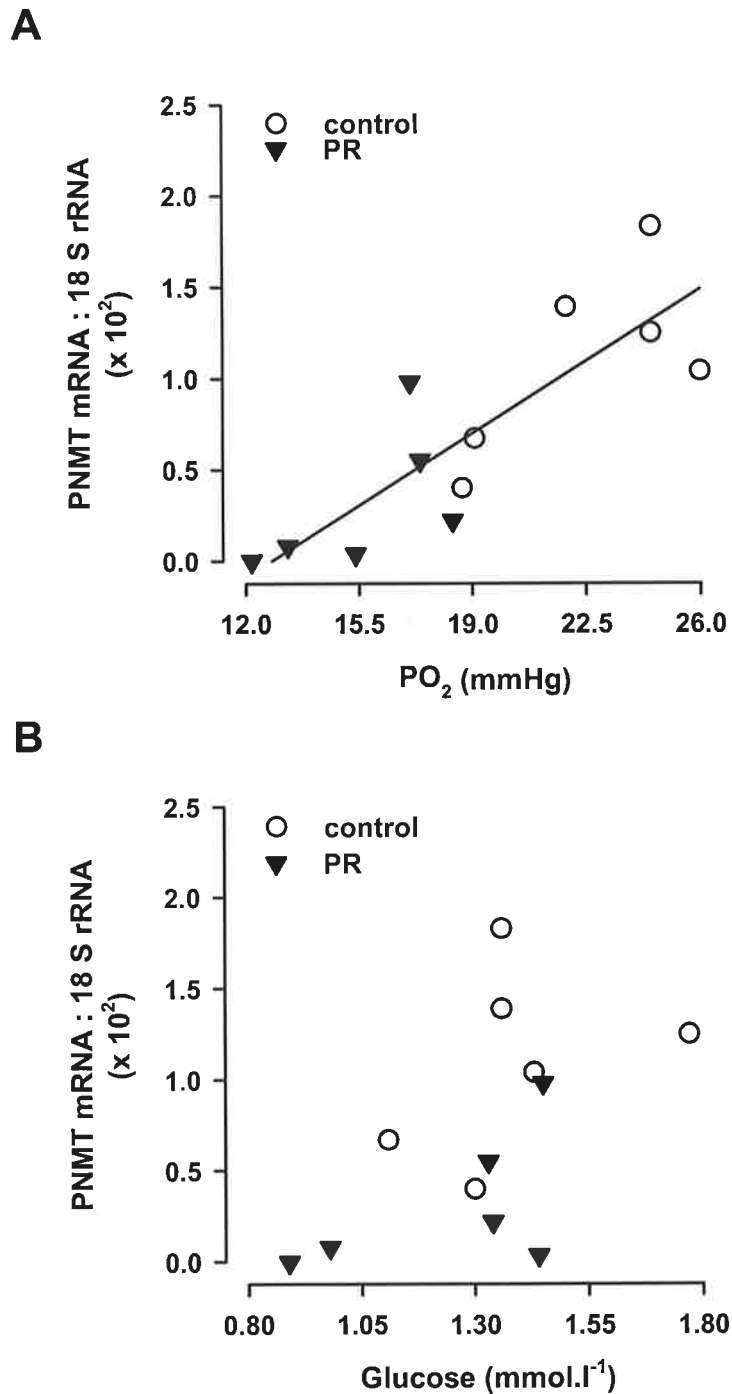 A
2.5
2.0
1.5
1.0
0.5
0.0
PNMT mRNA : 18 S rRNA
(x 10²)
control
PR
12.0 15.5 19.0 22.5 26.0
PO₂ (mmHg)
B
2.5
2.0
1.5
1.0
0.5
0.0
PNMT mRNA : 18 S rRNA
(x 10²)
control
PR
0.80 1.05 1.30 1.55 1.80
Glucose (mmol.l⁻¹)